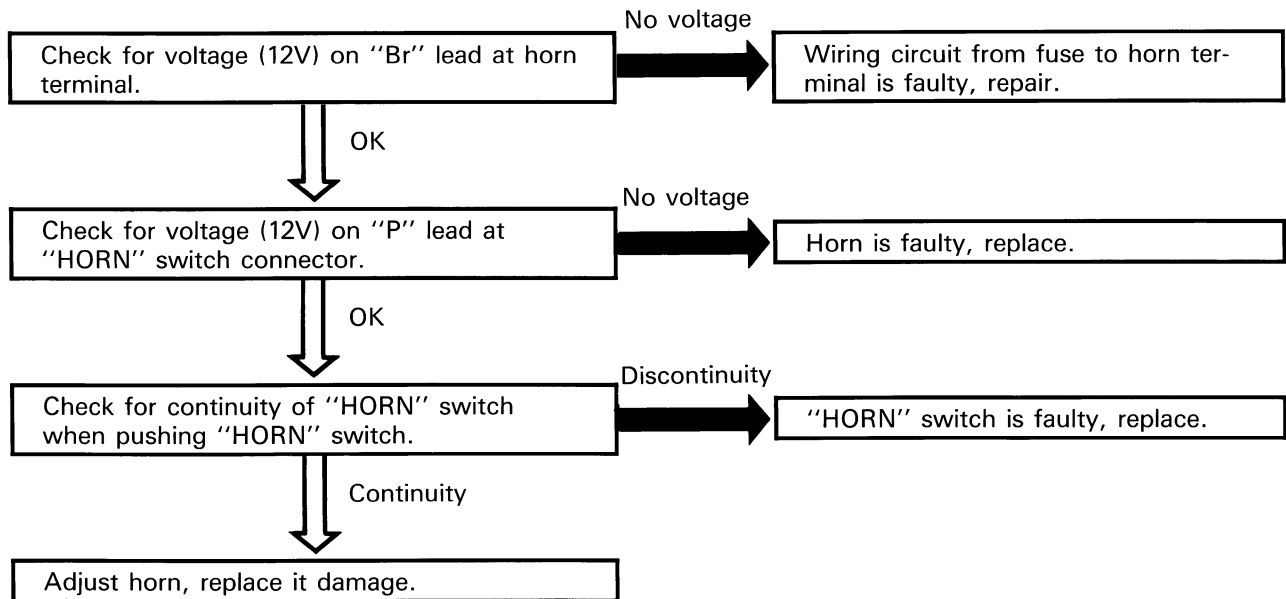 No voltage
Check for voltage (12V) on "Br" lead at horn
terminal.
Wiring circuit from fuse to horn ter-
minal is faulty, repair.
OK
No voltage
Check for voltage (12V) on "P" lead at
"HORN" switch connector.
Horn is faulty, replace.
OK
Discontinuity
Check for continuity of "HORN" switch
when pushing "HORN" switch.
"HORN" switch is faulty, replace.
Continuity
Adjust horn, replace it damage.